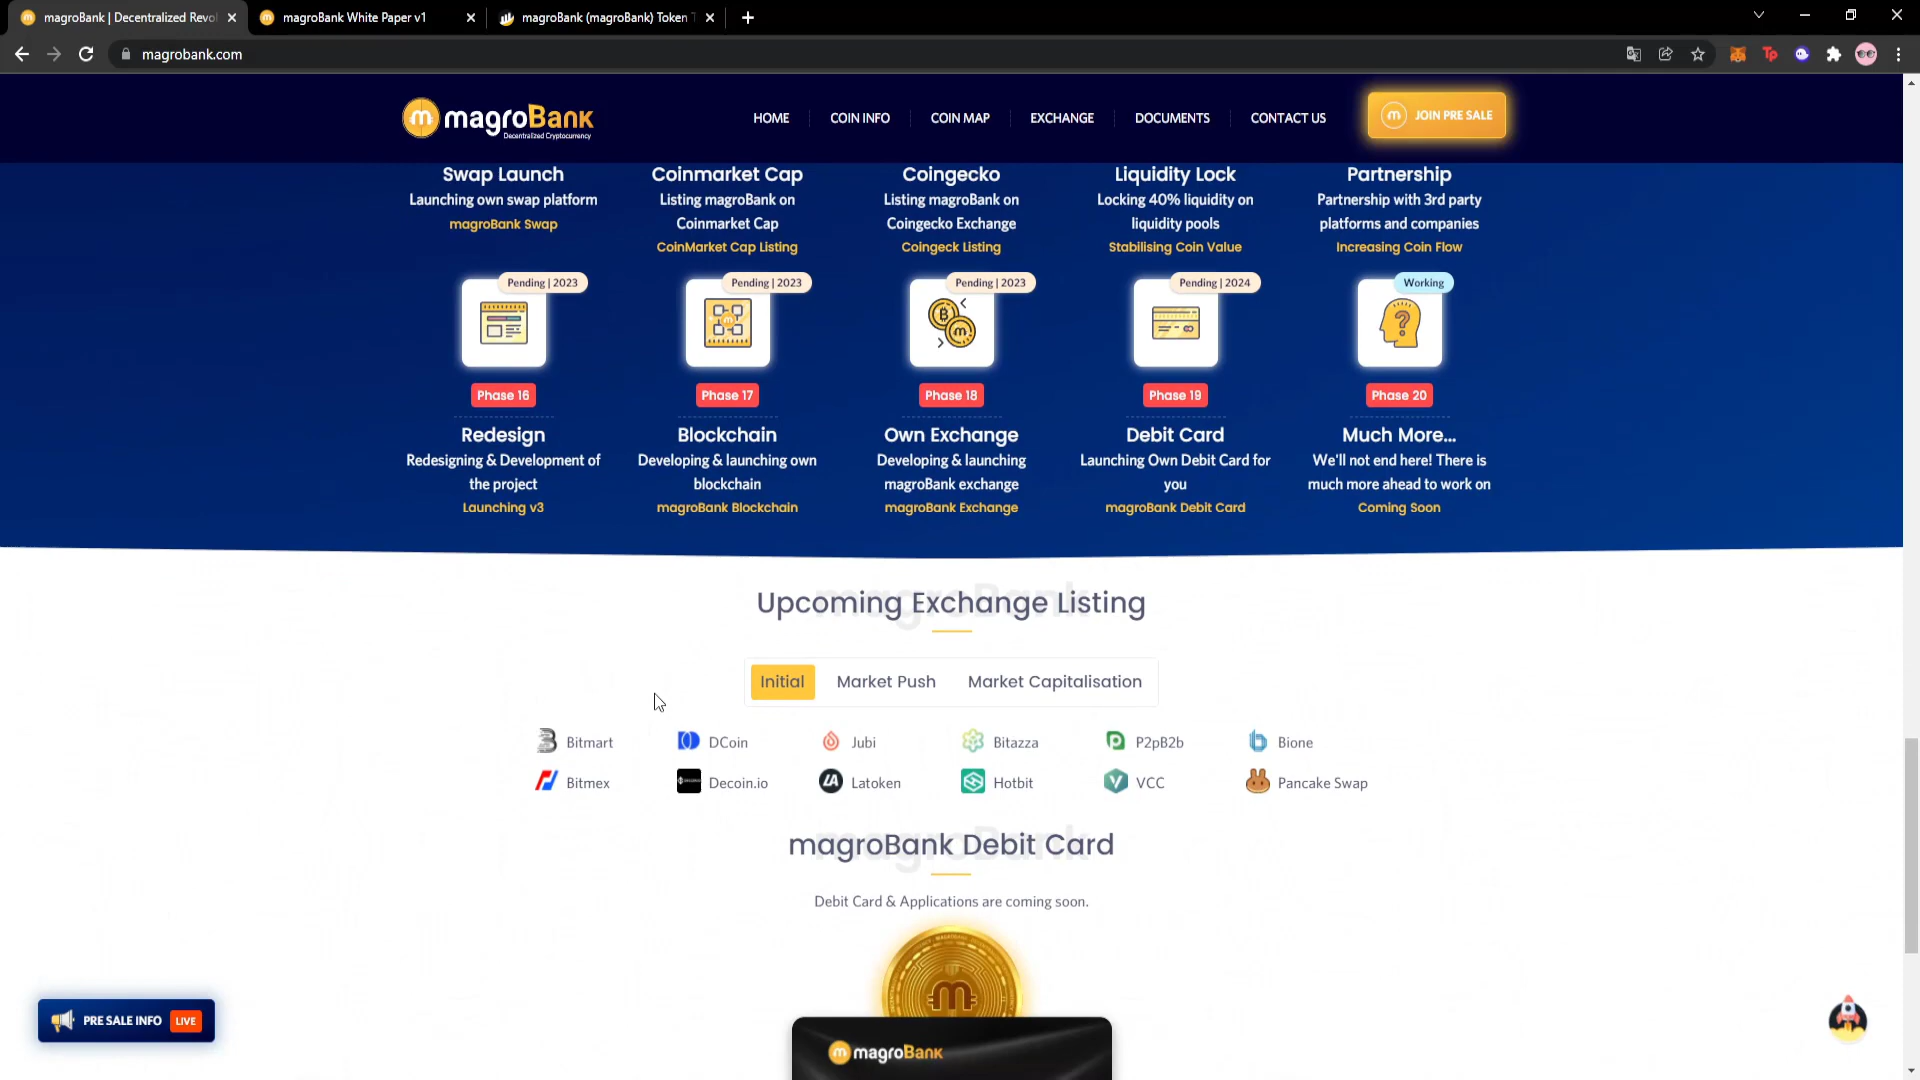 magroBank | Decentralized Revol
magroBank White Paper v1
magroBank (magroBank) Token T
magrobank.com
magroBank
Decentralized Cryptocurrency
HOME
COIN INFO
COIN MAP
EXCHANGE
DOCUMENTS
CONTACT US
JOIN PRE SALE
Swap Launch
Launching own swap platform
magroBank Swap
Coinmarket Cap
Listing magroBank on
Coinmarket Cap
CoinMarket Cap Listing
Coingecko
Listing magroBank on
Coingecko Exchange
Coingeck Listing
Liquidity Lock
Locking 40% liquidity on
liquidity pools
Stabilising Coin Value
Partnership
Partnership with 3rd party
platforms and companies
Increasing Coin Flow
Pending | 2023
Phase 16
Redesign
Redesigning & Development of
the project
Launching v3
Pending | 2023
Phase 17
Blockchain
Developing & launching own
blockchain
magroBank Blockchain
Pending | 2023
Phase 18
Own Exchange
Developing & launching
magroBank exchange
magroBank Exchange
Pending | 2024
Phase 19
Debit Card
Launching Own Debit Card for
you
magroBank Debit Card
Working
Phase 20
Much More...
We'll not end here! There is
much more ahead to work on
Coming Soon
magroBank
Upcoming Exchange Listing
Initial
Market Push
Market Capitalisation
Bitmart
DCoin
Jubi
Bitazza
P2pB2b
Bione
Bitmex
Decoin.io
Latoken
Hotbit
VCC
Pancake Swap
magroBank
magroBank Debit Card
Debit Card & Applications are coming soon.
magroBank
PRE SALE INFO LIVE